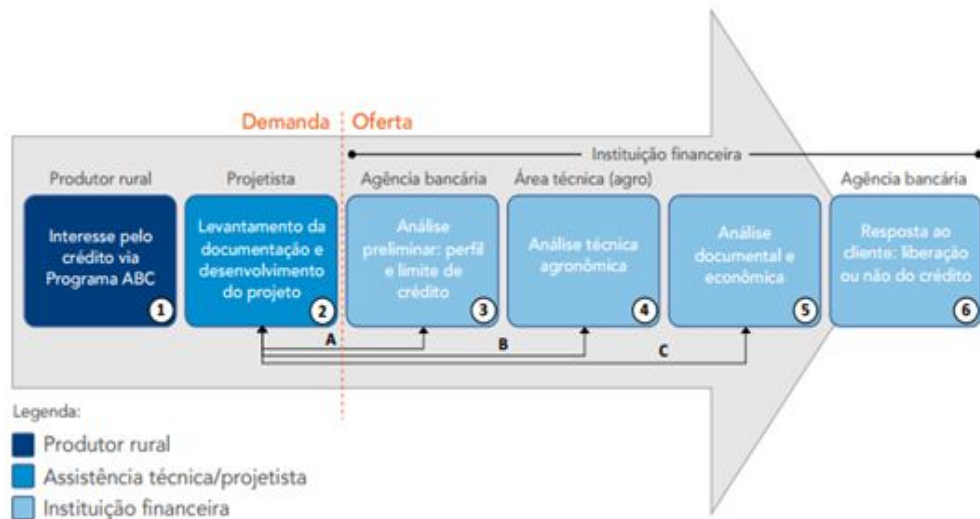 Demanda
Oferta
Instituição financeira
Produtor rural
Projetista
Agência bancária
Área técnica (agro)
Agência bancária
Interesse pelo
crédito via
Programa ABC
1
Levantamento da
documentação e
desenvolvimento
do projeto
2
Análise
preliminar: perfil
e limite de
crédito
3
Análise técnica
agronômica
4
Análise
documental e
econômica
5
Resposta ao
cliente: liberação
ou não do crédito
6
A
B
C
Legenda:
Produtor rural
Assistência técnica/projetista
Instituição financeira